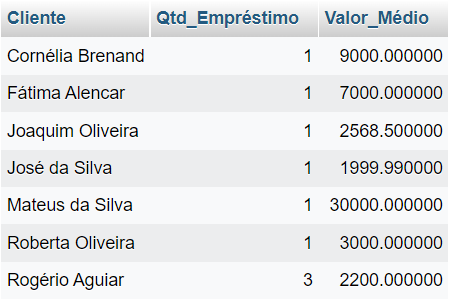 Cliente Qtd_Empréstimo Valor_Médio
Cornélia Brenand 1 9000.000000
Fátima Alencar 1 7000.000000
Joaquim Oliveira 1 2568.500000
José da Silva 1 1999.990000
Mateus da Silva 1 30000.000000
Roberta Oliveira 1 3000.000000
Rogério Aguiar 3 2200.000000